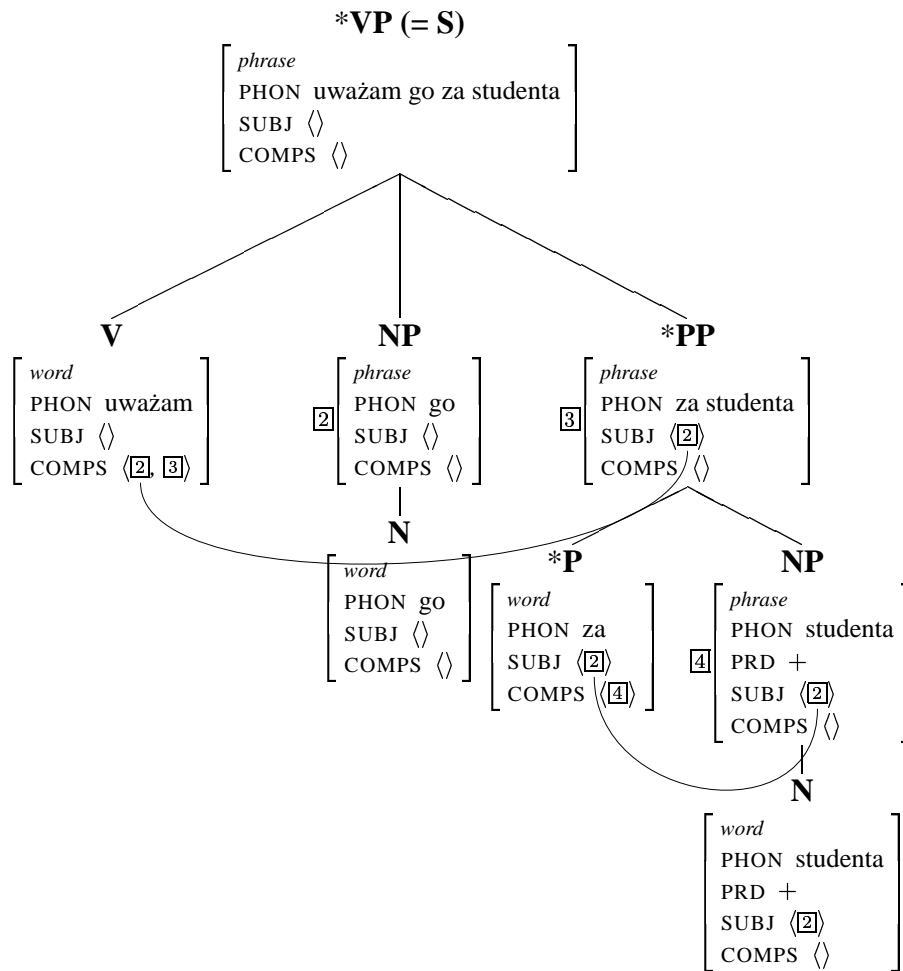 *VP (= S)
phrase
PHON uważam go za studenta
SUBJ ⟨⟩
COMPS ⟨⟩
V
NP
*PP
word
PHON uważam
SUBJ ⟨⟩
COMPS ⟨2, 3⟩
2
phrase
PHON go
SUBJ ⟨⟩
COMPS ⟨⟩
3
phrase
PHON za studenta
SUBJ ⟨2⟩
COMPS ⟨⟩
N
word
PHON go
SUBJ ⟨⟩
COMPS ⟨⟩
*P
NP
word
PHON za
SUBJ ⟨2⟩
COMPS ⟨4⟩
4
phrase
PHON studenta
PRD +
SUBJ ⟨2⟩
COMPS ⟨⟩
N
word
PHON studenta
PRD +
SUBJ ⟨2⟩
COMPS ⟨⟩